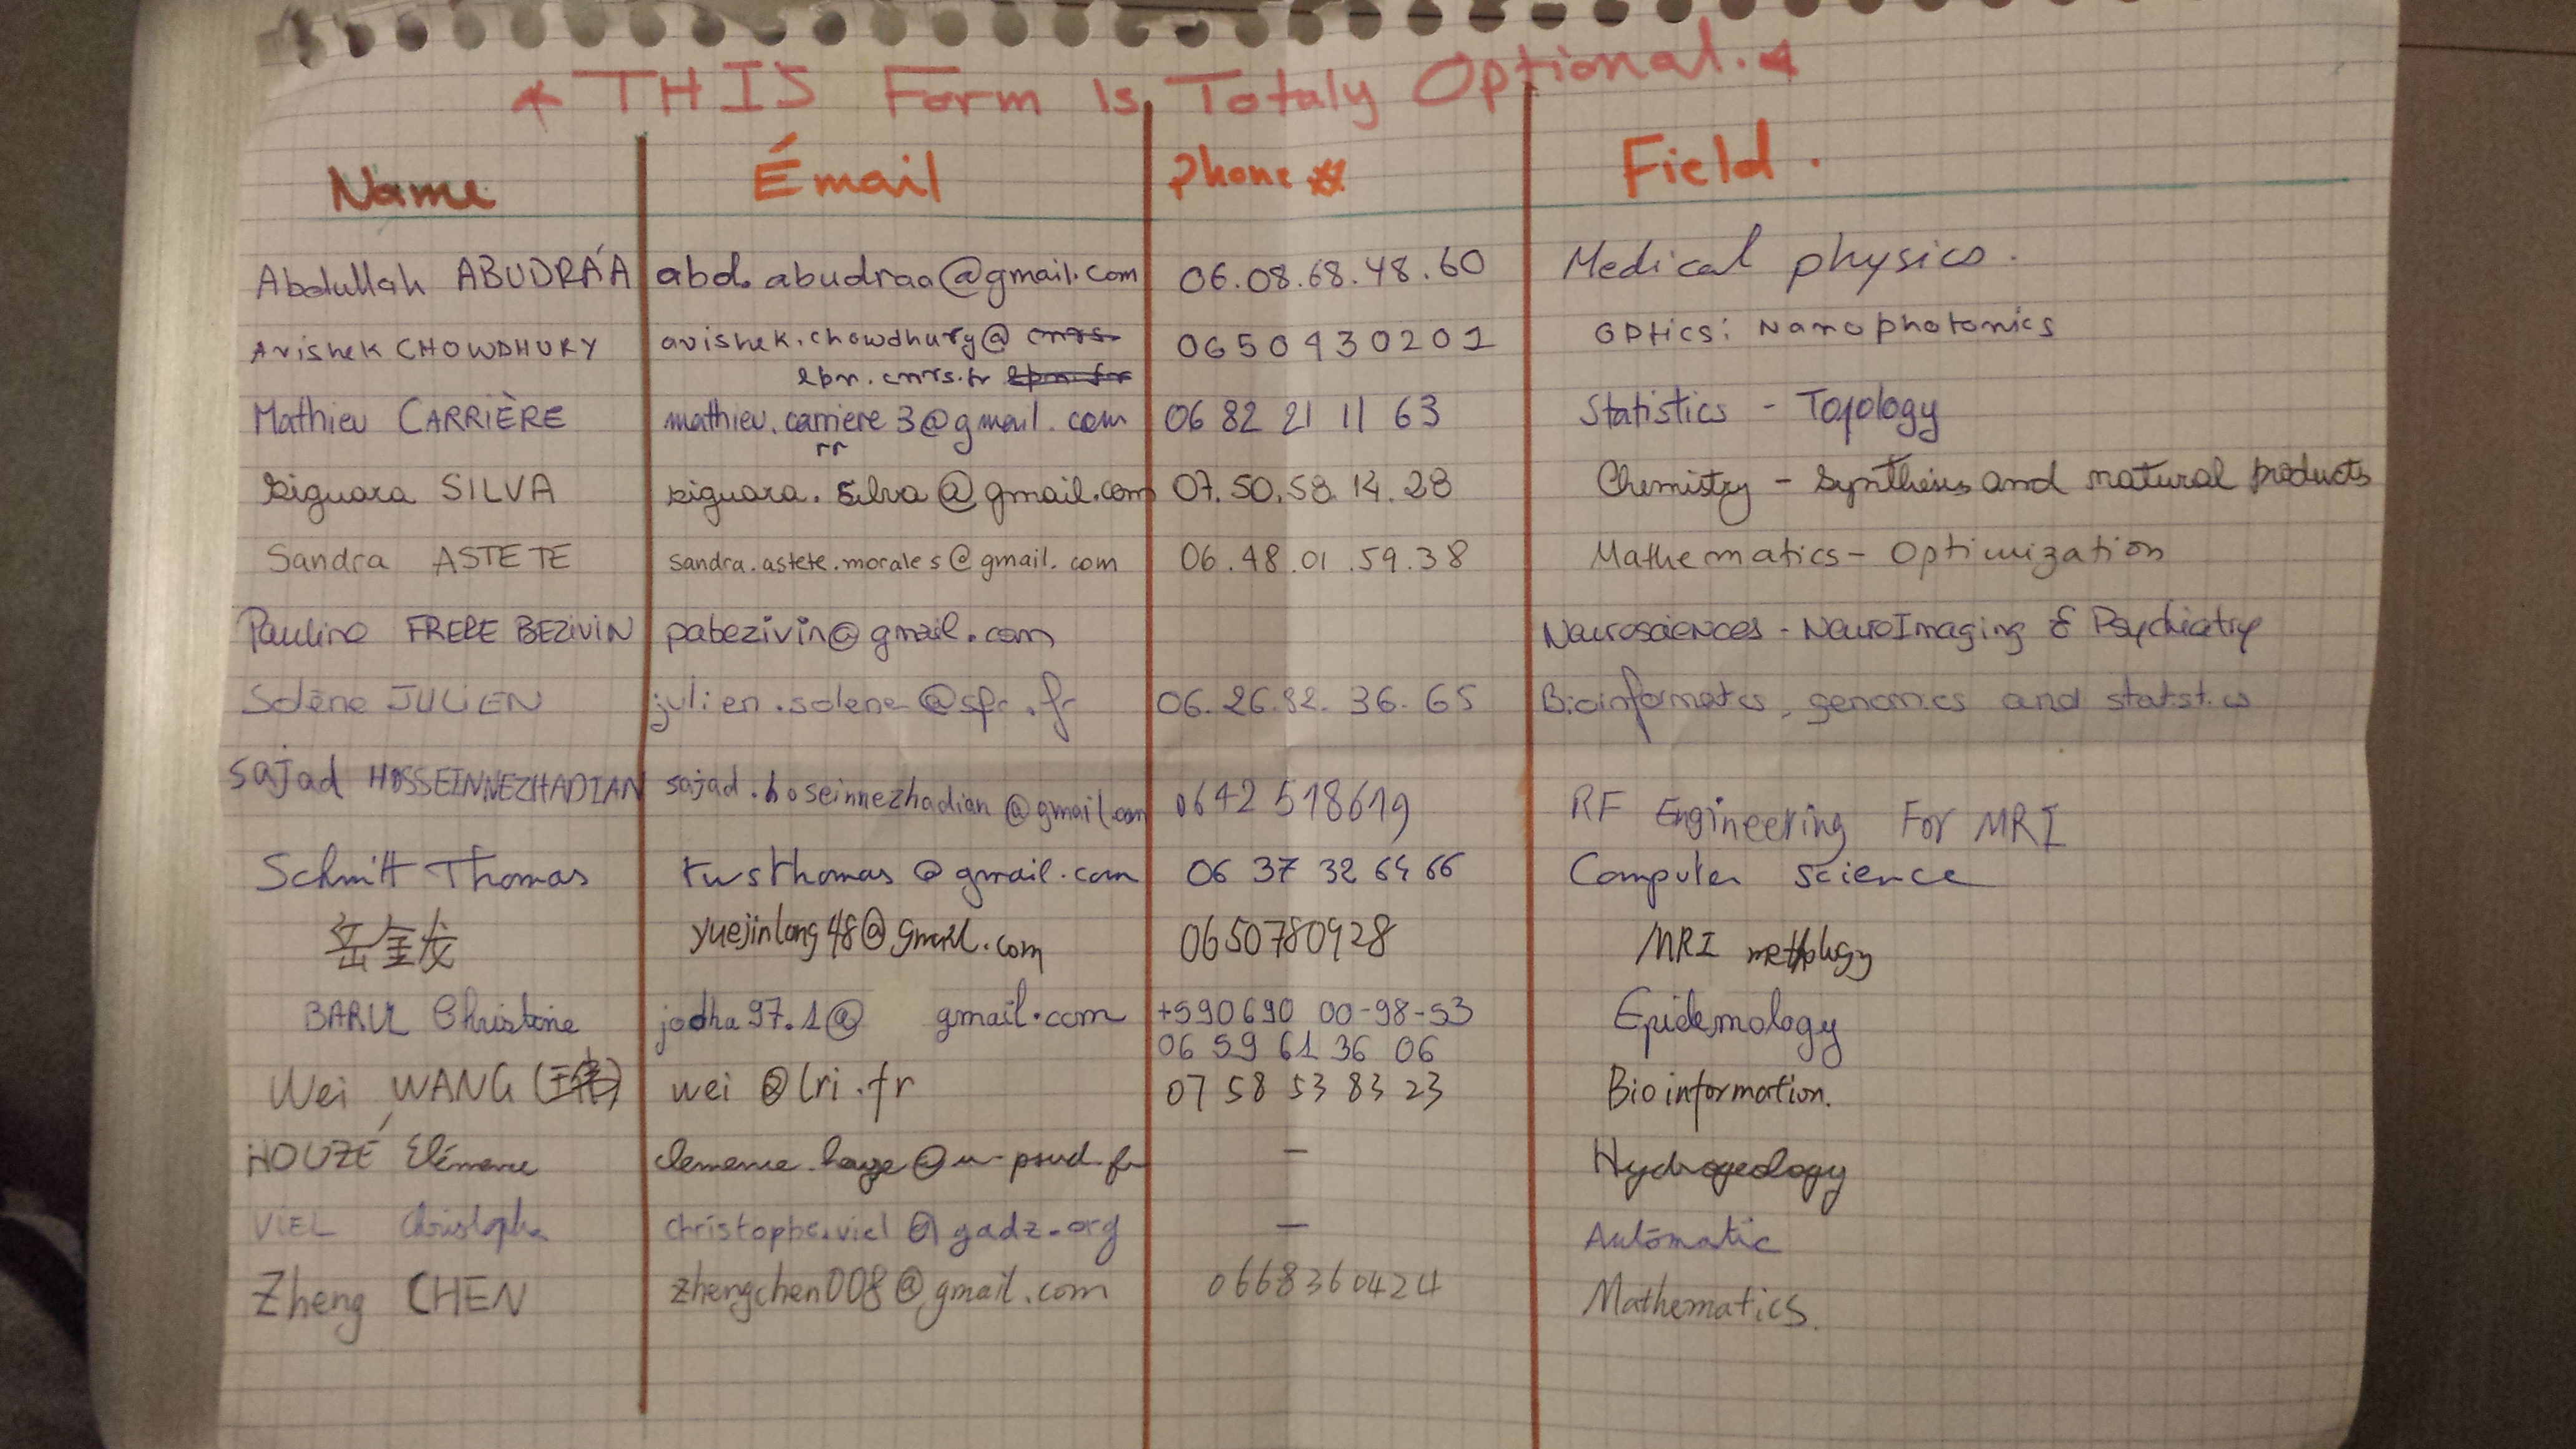 THIS Form Is Totaly Optional.
Name Émail Phone # Field.
Abdullah ABUDRÁA abd.abudraa@gmail.com 06.08.68.48.60 Medical physics.
Avishek CHOWDHURY avishek.chowdhury@ cnrs. 0650430201 Optics: Nanophotonics
lpn.cnrs.fr lpn.fr
Mathieu CARRIÈRE mathieu.carriere3@gmail.com 06 82 21 11 63 Statistics - Topology
rr
Siguara SILVA siguara.silva@gmail.com 07.50.58.14.28 Chemistry - Synthesis and natural products
Sandra ASTETE sandra.astete.morales@gmail.com 06.48.01.59.38 Mathematics - Optimization
Pauline FRERE BEZIVIN pabezivin@gmail.com Neurosciences - NeuroImaging & Psychiatry
Solène JULIEN julien.solene@sfr.fr 06.26.82.36.65 Bioinformatics, genomics and statistics
Sajad HOSSEINNEZHADIAN sajad.hoseinnezhadian@gmail.com 0642518619 RF Engineering For MRI
Schmitt Thomas twsthomas@gmail.com 06 37 32 64 66 Computer Science
岳金龙 yuejinlong48@gmail.com 0650780928 MRI
BARUL Christine jodha97.1@ gmail.com +590690 00-98-53 Epidemology
06 59 61 36 06
Wei WANG (王伟) wei@lri.fr 07 58 53 83 23 Bioinformation.
HOUZÉ Clémence clemence.houze@u-psud.fr - Hydrogeology
VIEL Christophe christophe.viel@gadz.org - Automatic
Zheng CHEN zhengchen008@gmail.com 0668360424 Mathematics.